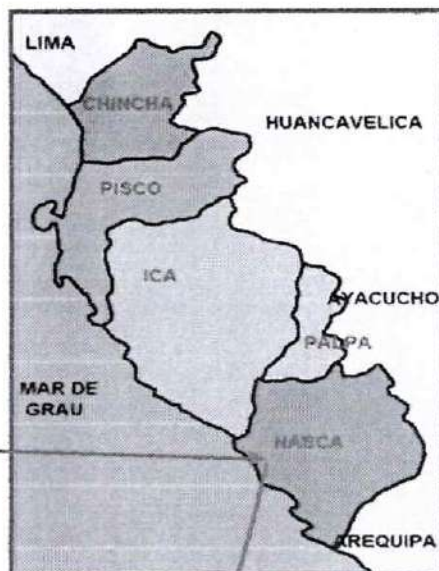 LIMA
CHINCHA
HUANCAVELICA
PISCO
ICA
AYACUCHO
PALPA
MAR DE
GRAU
NASCA
AREQUIPA